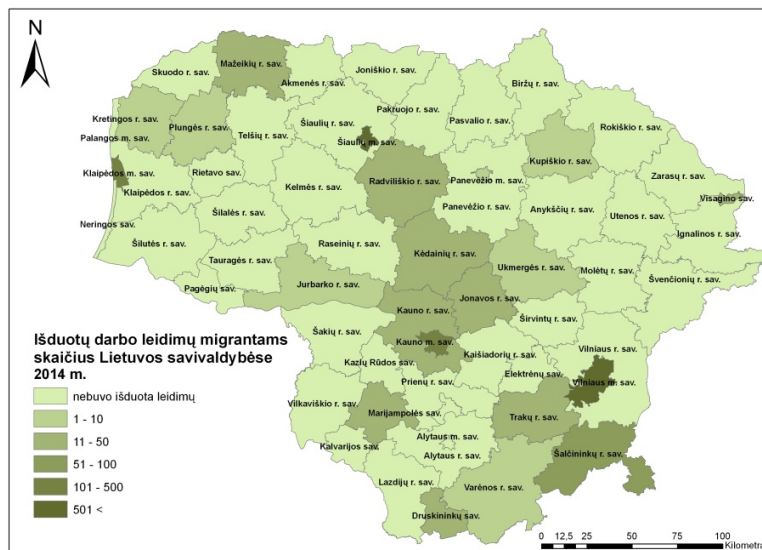 N
Mažeikių r. sav.
Skuodo r. sav.
Akmenės r. sav.
Joniškio r. sav.
Biržų r. sav.
Kretingos r. sav.
Plungės r. sav.
Palangos m. sav.
Telšių r. sav.
Šiaulių r. sav.
Šiaulių m. sav.
Pakruojo r. sav.
Pasvalio r. sav.
Rokiškio r. sav.
Kupiškio r. sav.
Klaipėdos m. sav.
Klaipėdos r. sav.
Rietavo sav.
Kelmės r. sav.
Radviliškio r. sav.
Panevėžio m. sav.
Panevėžio r. sav.
Zarasų r. sav.
Visagino sav.
Anykščių r. sav.
Utenos r. sav.
Ignalinos r. sav.
Neringos sav.
Šilalės r. sav.
Šilutės r. sav.
Raseinių r. sav.
Kėdainių r. sav.
Ukmergės r. sav.
Molėtų r. sav.
Švenčionių r. sav.
Tauragės r. sav.
Pagėgių sav.
Jurbarko r. sav.
Jonavos r. sav.
Kauno r. sav.
Širvintų r. sav.
Šakių r. sav.
Kauno m. sav.
Kaišiadorių r. sav.
Vilniaus r. sav.
Kazlų Rūdos sav.
Elektrėnų sav.
Vilniaus m. sav.
Prienų r. sav.
Vilkaviškio r. sav.
Marijampolės sav.
Trakų r. sav.
Alytaus m. sav.
Alytaus r. sav.
Kalvarijos sav.
Šalčininkų r. sav.
Lazdijų r. sav.
Varėnos r. sav.
Druskininkų sav.
Išduotų darbo leidimų migrantams
skaičius Lietuvos savivaldybėse
2014 m.
nebuvo išduota leidimų
1 - 10
11 - 50
51 - 100
101 - 500
501 <
0 12,5 25 50 75 100
Kilometra